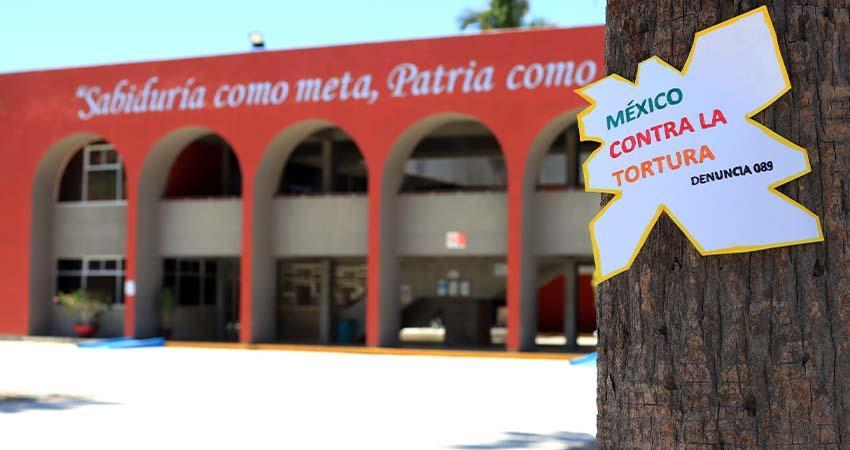 "Sabiduría como meta, Patria como
MÉXICO
CONTRA LA
TORTURA
DENUNCIA 089